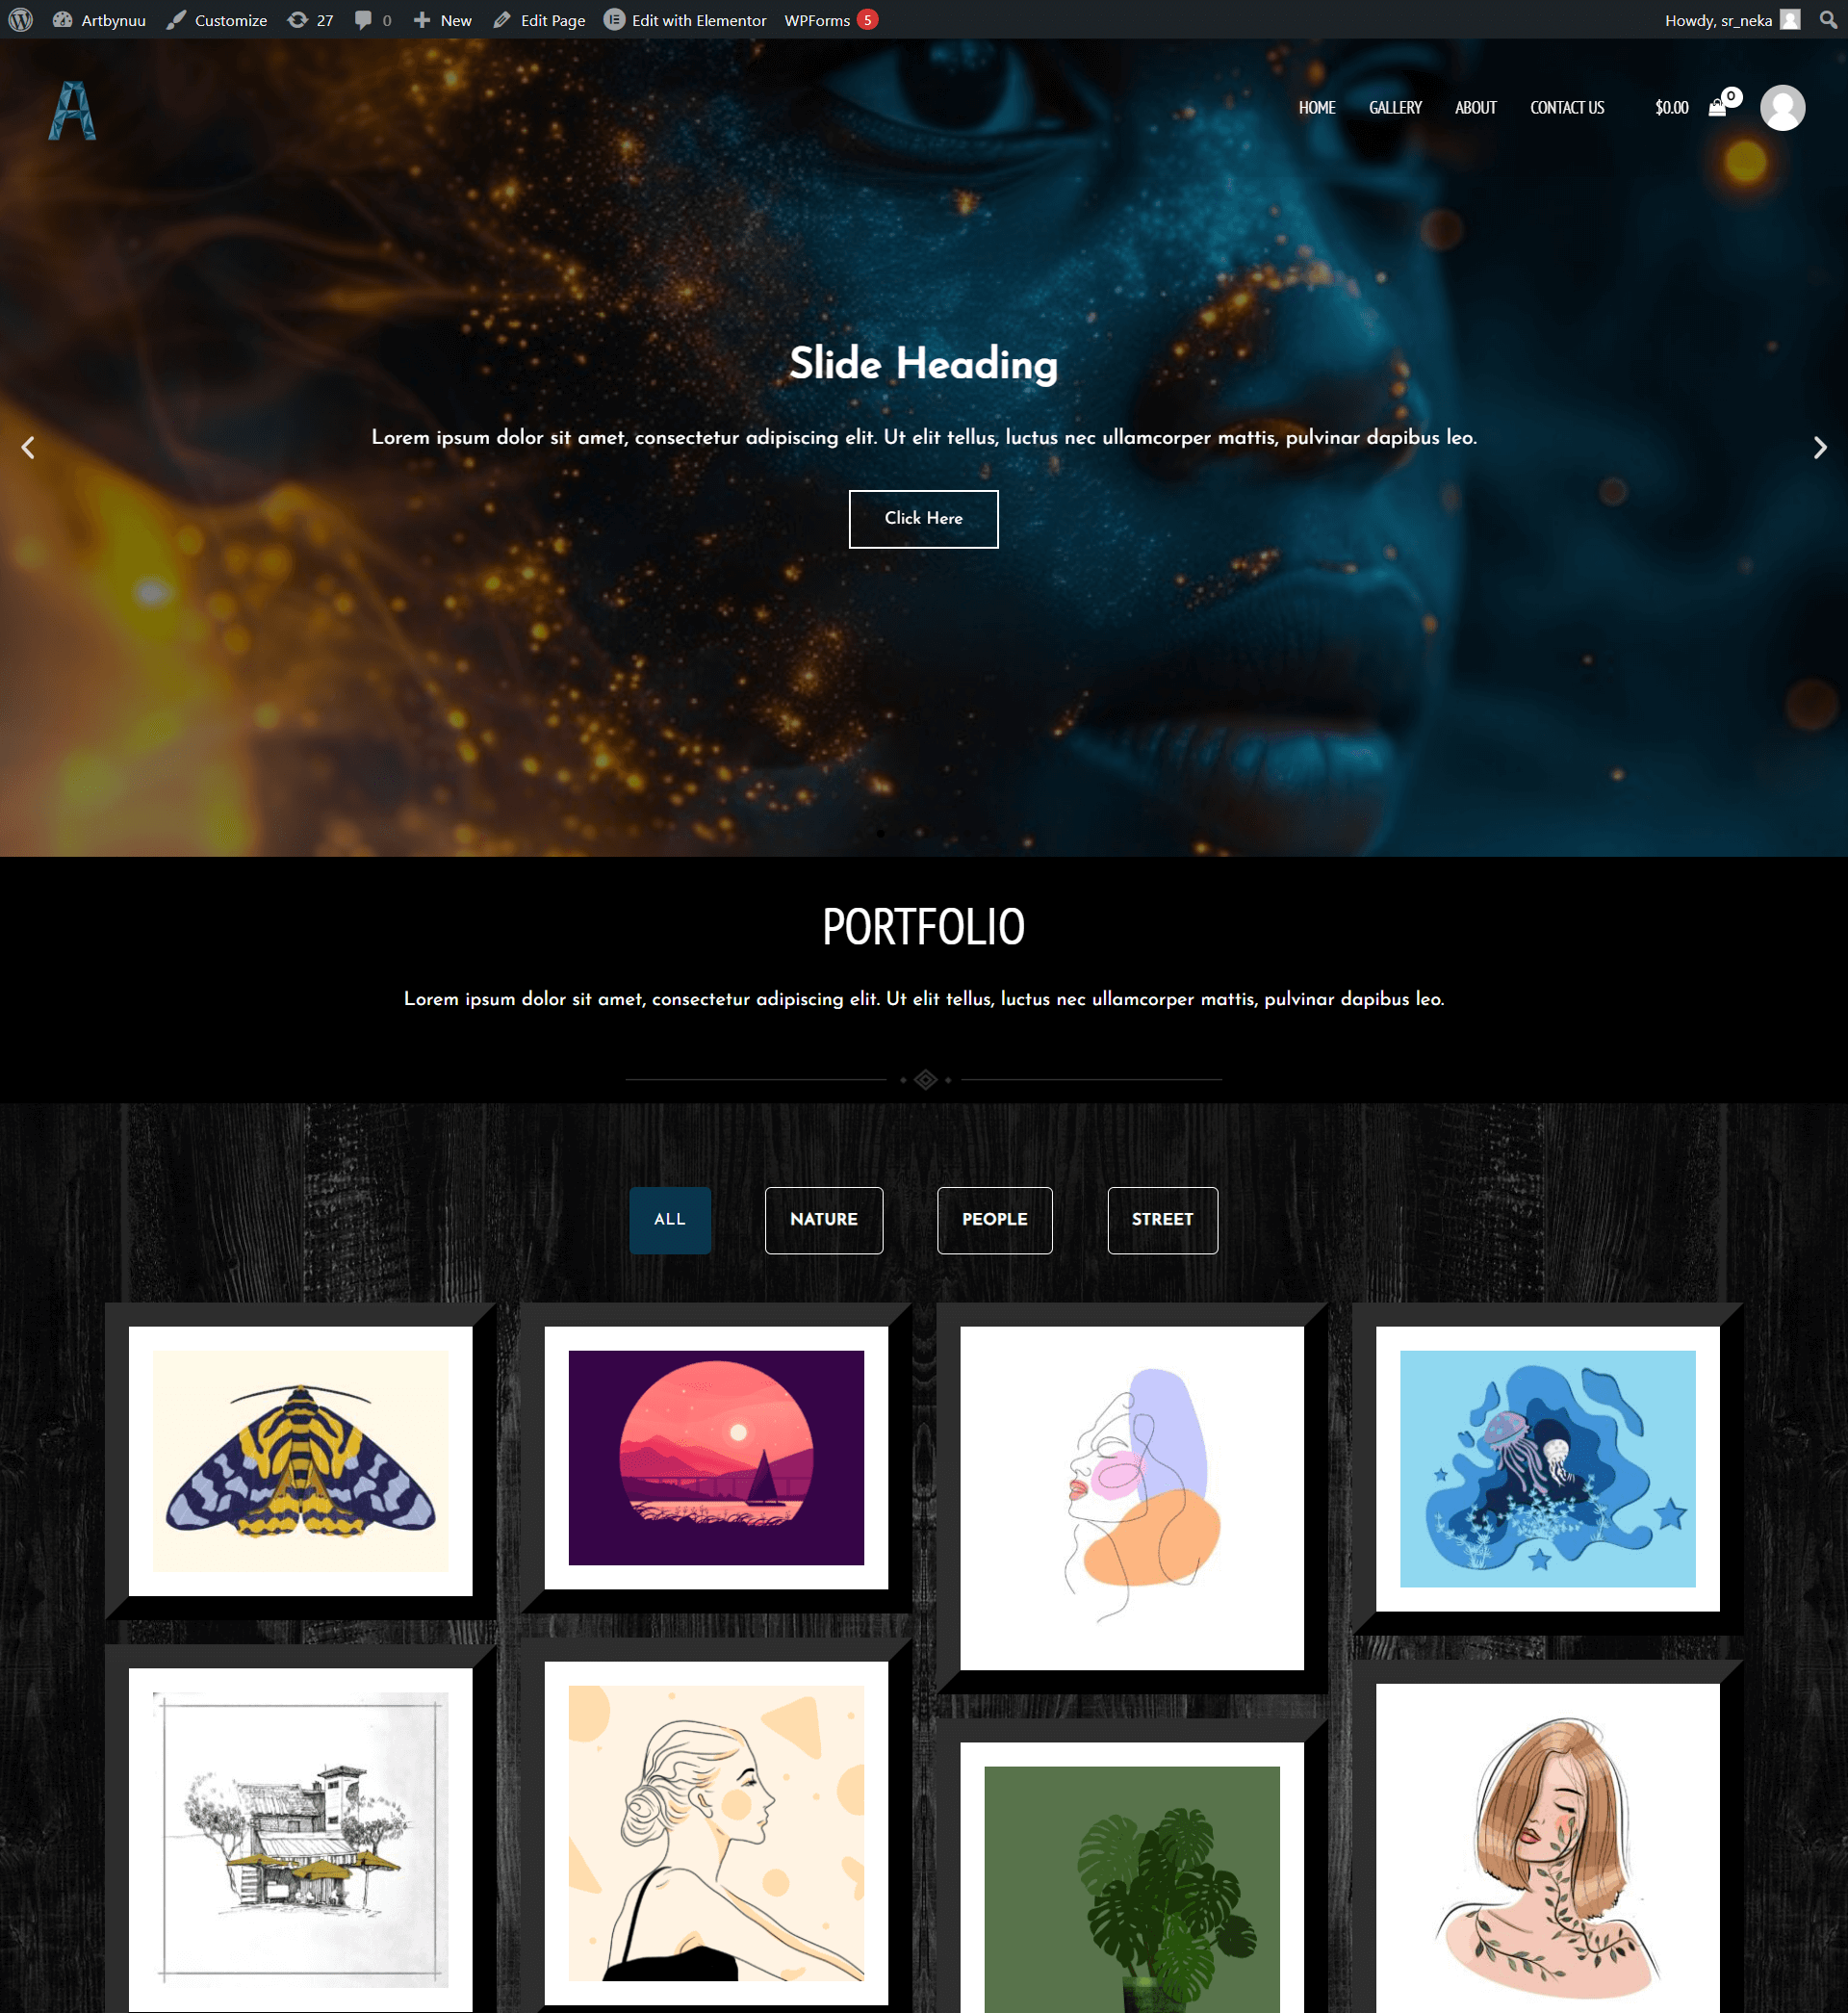 Artbynuu Customize 27 0 New Edit Page Edit with Elementor WPForms 5 Howdy, sr_neka
A HOME GALLERY ABOUT CONTACT US $0.00 0
Slide Heading
Lorem ipsum dolor sit amet, consectetur adipiscing elit. Ut elit tellus, luctus nec ullamcorper mattis, pulvinar dapibus leo.
Click Here
PORTFOLIO
Lorem ipsum dolor sit amet, consectetur adipiscing elit. Ut elit tellus, luctus nec ullamcorper mattis, pulvinar dapibus leo.
ALL NATURE PEOPLE STREET